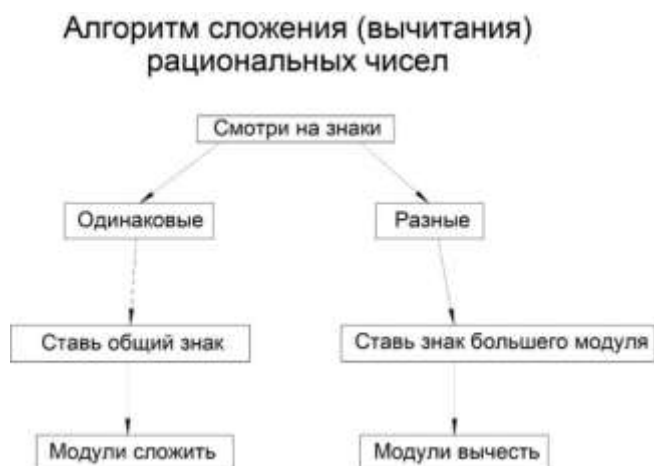 Алгоритм сложения (вычитания)
рациональных чисел
Смотри на знаки
Одинаковые
Разные
Ставь общий знак
Ставь знак большего модуля
Модули сложить
Модули вычесть